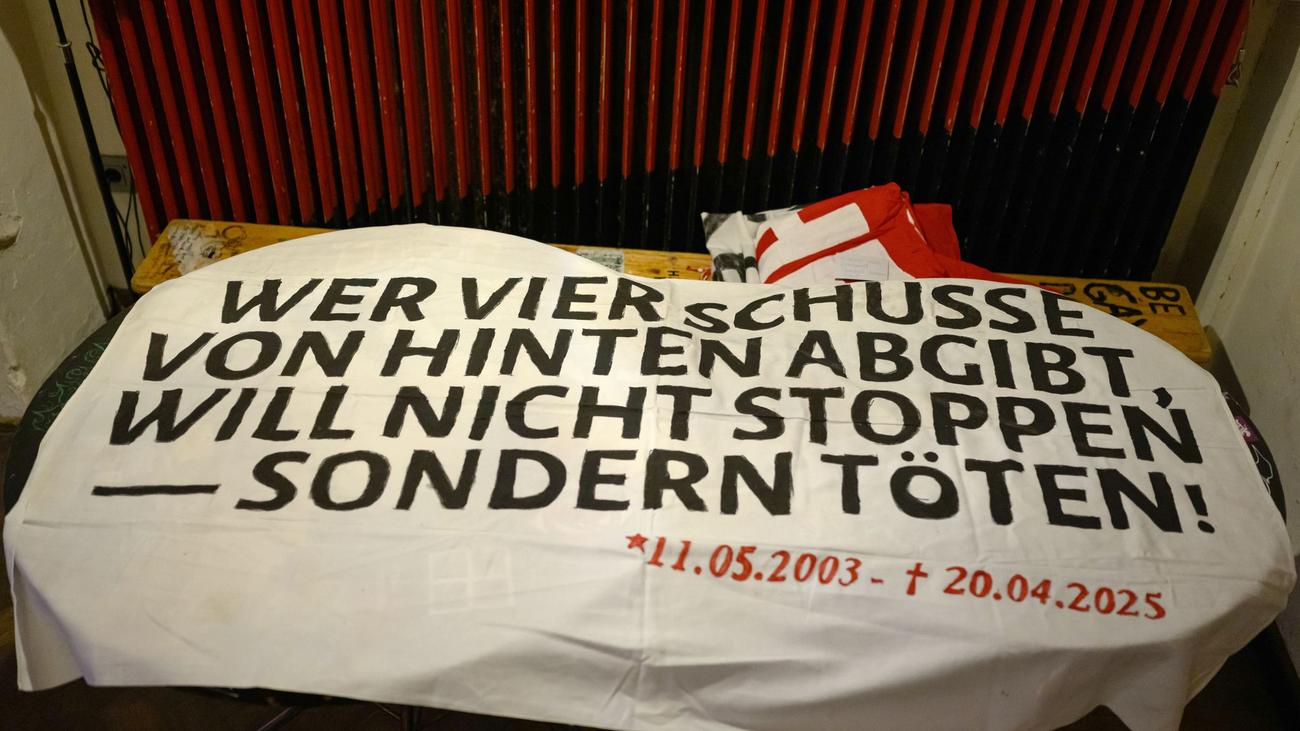 WER VIER SCHUSSE
VON HINTEN ABGIBT,
WILL NICHT STOPPEN
— SONDERN TÖTEN!
*11.05.2003 - † 20.04.2025